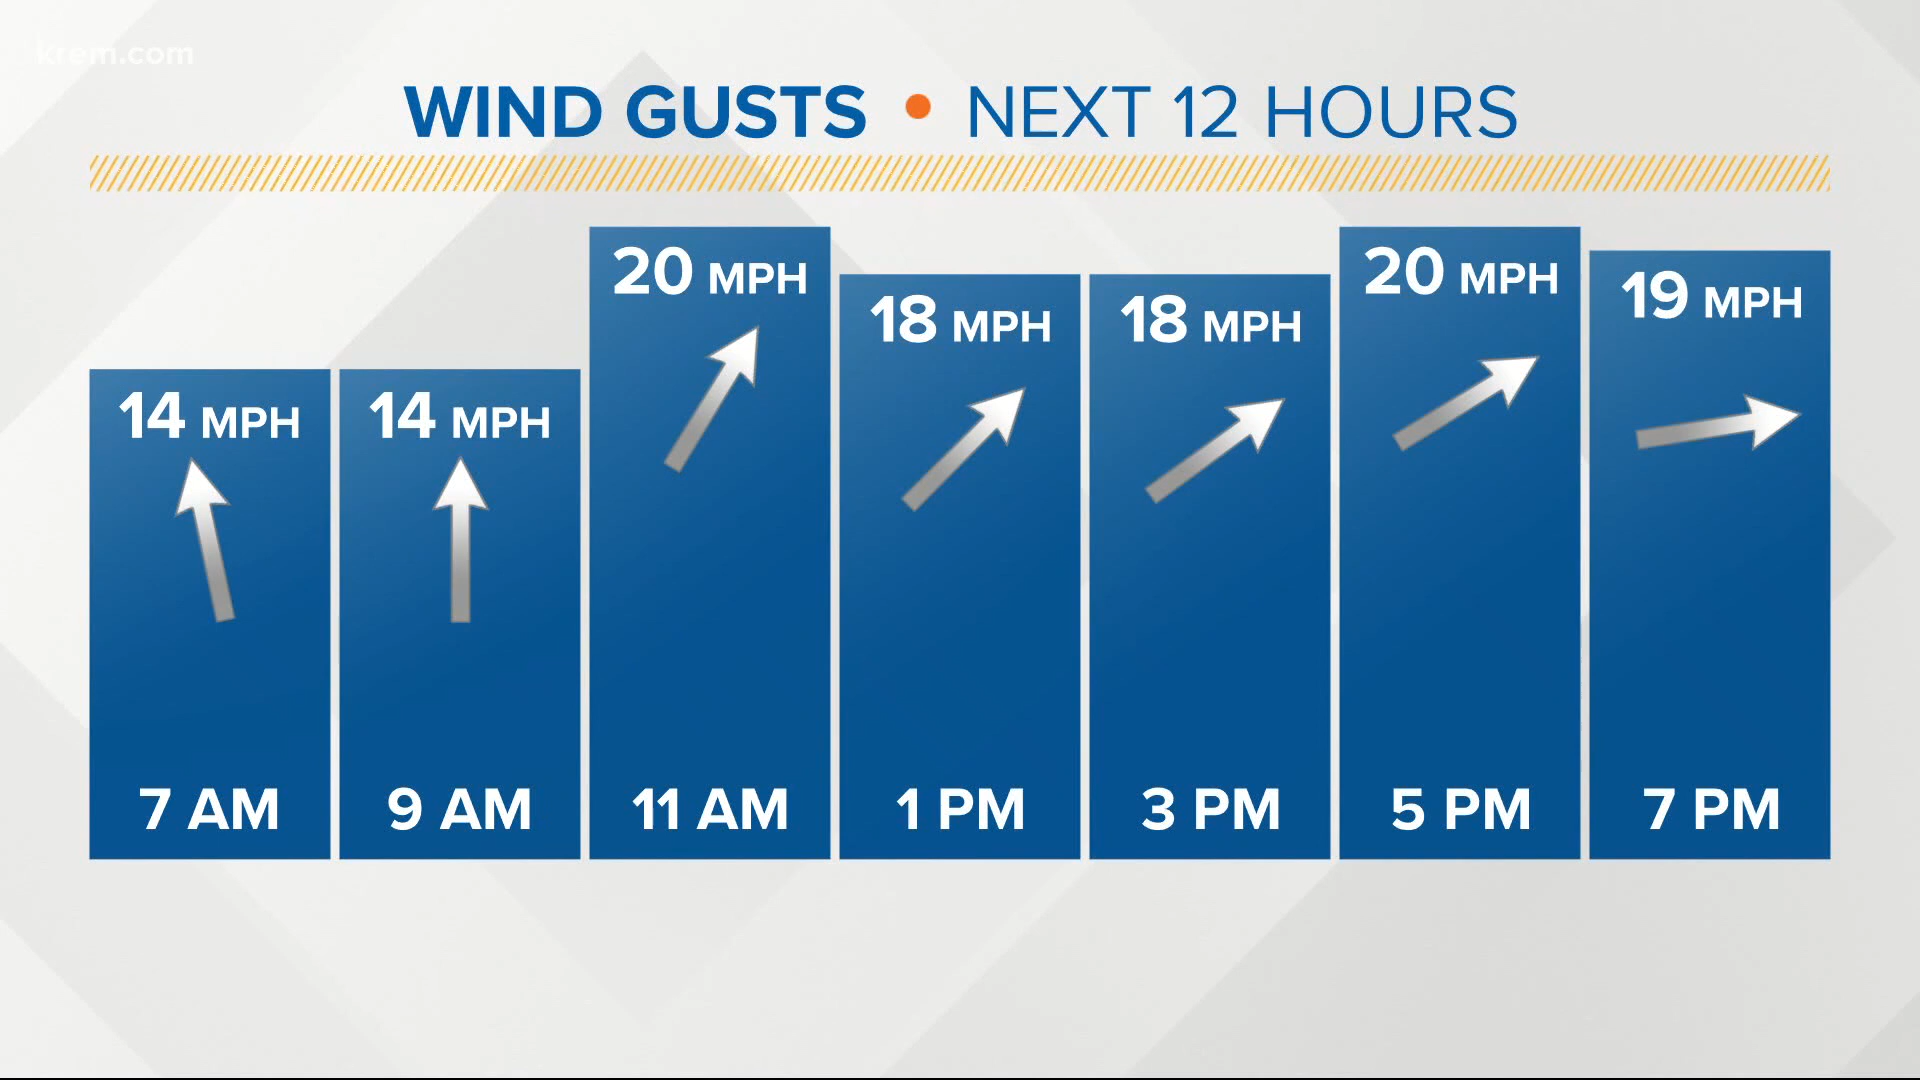 krem.com
WIND GUSTS • NEXT 12 HOURS
14 MPH
14 MPH
20 MPH
18 MPH
18 MPH
20 MPH
19 MPH
7 AM
9 AM
11 AM
1 PM
3 PM
5 PM
7 PM